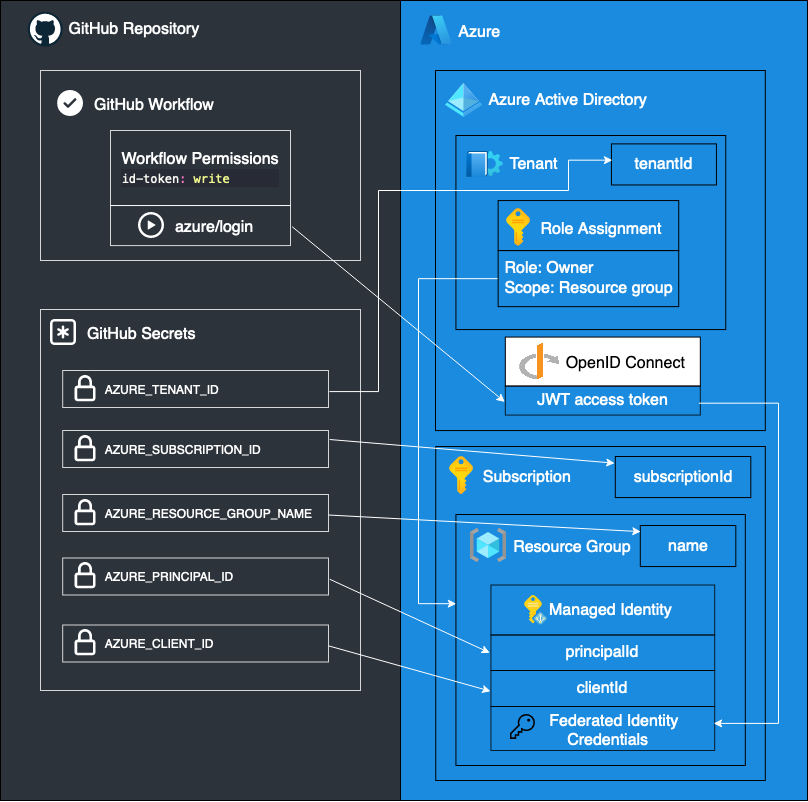 GitHub Repository
GitHub Workflow
Workflow Permissions
id-token: write
azure/login
GitHub Secrets
AZURE_TENANT_ID
AZURE_SUBSCRIPTION_ID
AZURE_RESOURCE_GROUP_NAME
AZURE_PRINCIPAL_ID
AZURE_CLIENT_ID
Azure
Azure Active Directory
Tenant
tenantId
Role Assignment
Role: Owner
Scope: Resource group
OpenID Connect
JWT access token
Subscription
subscriptionId
Resource Group
name
Managed Identity
principalId
clientId
Federated Identity
Credentials